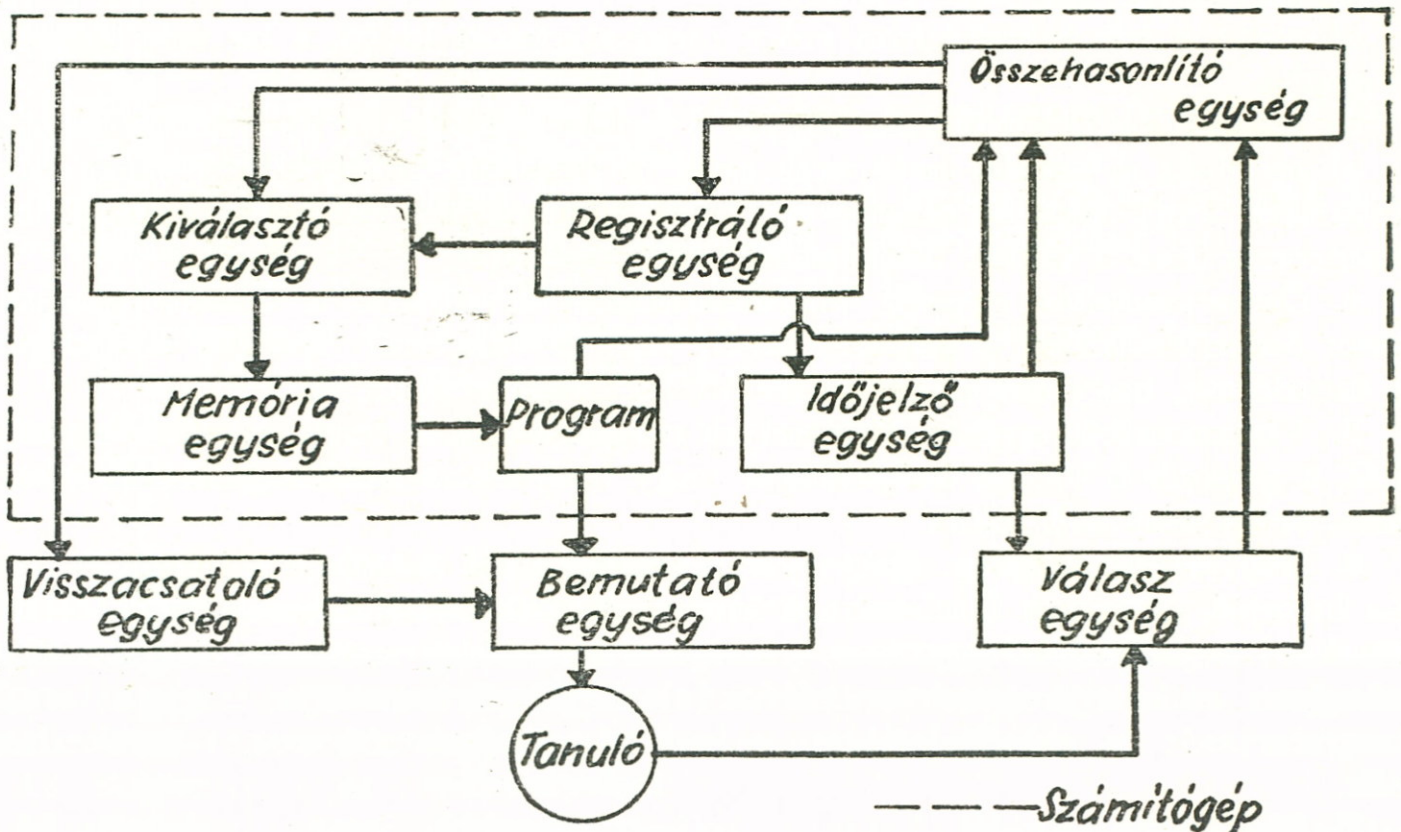 Összehasonlító
egység
Kiválasztó
egység
Regisztráló
egység
Memória
egység
Program
Időjelző
egység
Visszacsatoló
egység
Bemutató
egység
Válasz
egység
Tanuló
Számítógép